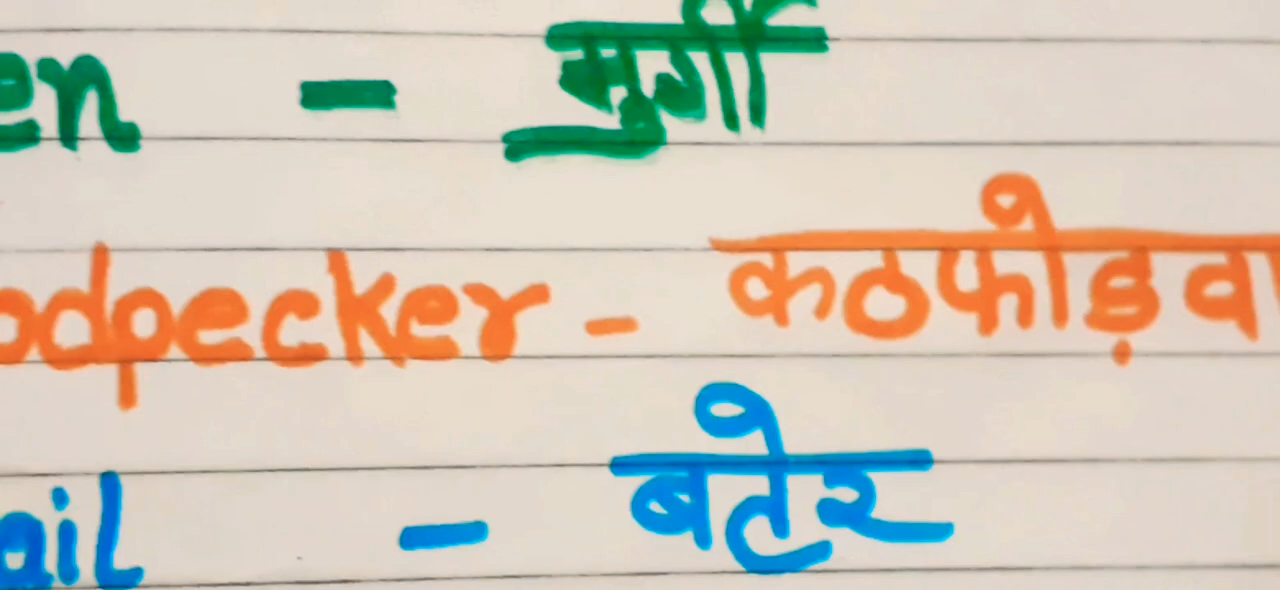 en - मुर्गी
odpecker - कठफोड़वा
ail - बटेर